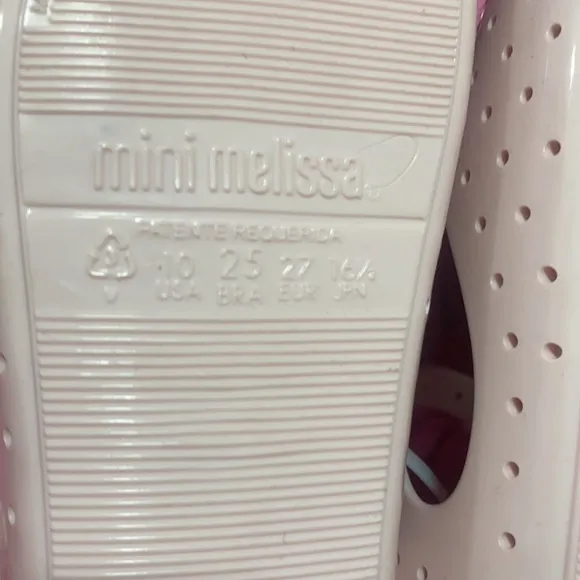 mini melissa
PATENTE REQUERIDA
10 25 27 16½
USA BRA EUR JPN
V